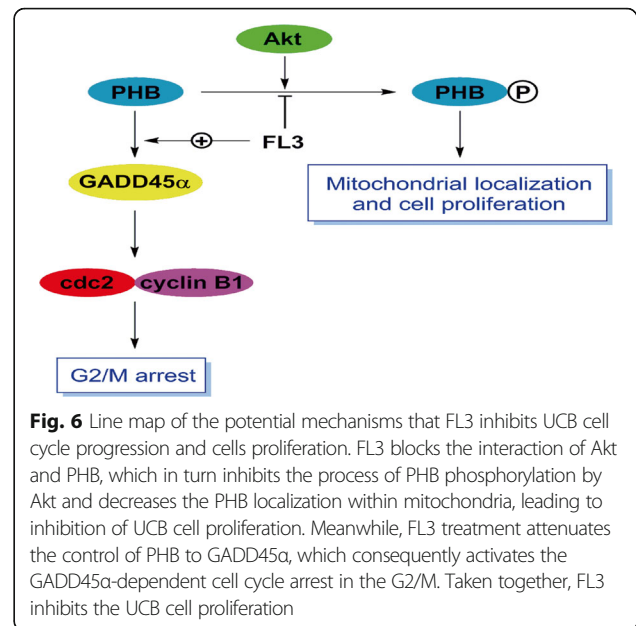 Akt
PHB
PHB
P
+
FL3
GADD45α
Mitochondrial localization
and cell proliferation
cdc2
cyclin B1
G2/M arrest
Fig. 6 Line map of the potential mechanisms that FL3 inhibits UCB cell
cycle progression and cells proliferation. FL3 blocks the interaction of Akt
and PHB, which in turn inhibits the process of PHB phosphorylation by
Akt and decreases the PHB localization within mitochondria, leading to
inhibition of UCB cell proliferation. Meanwhile, FL3 treatment attenuates
the control of PHB to GADD45α, which consequently activates the
GADD45α-dependent cell cycle arrest in the G2/M. Taken together, FL3
inhibits the UCB cell proliferation